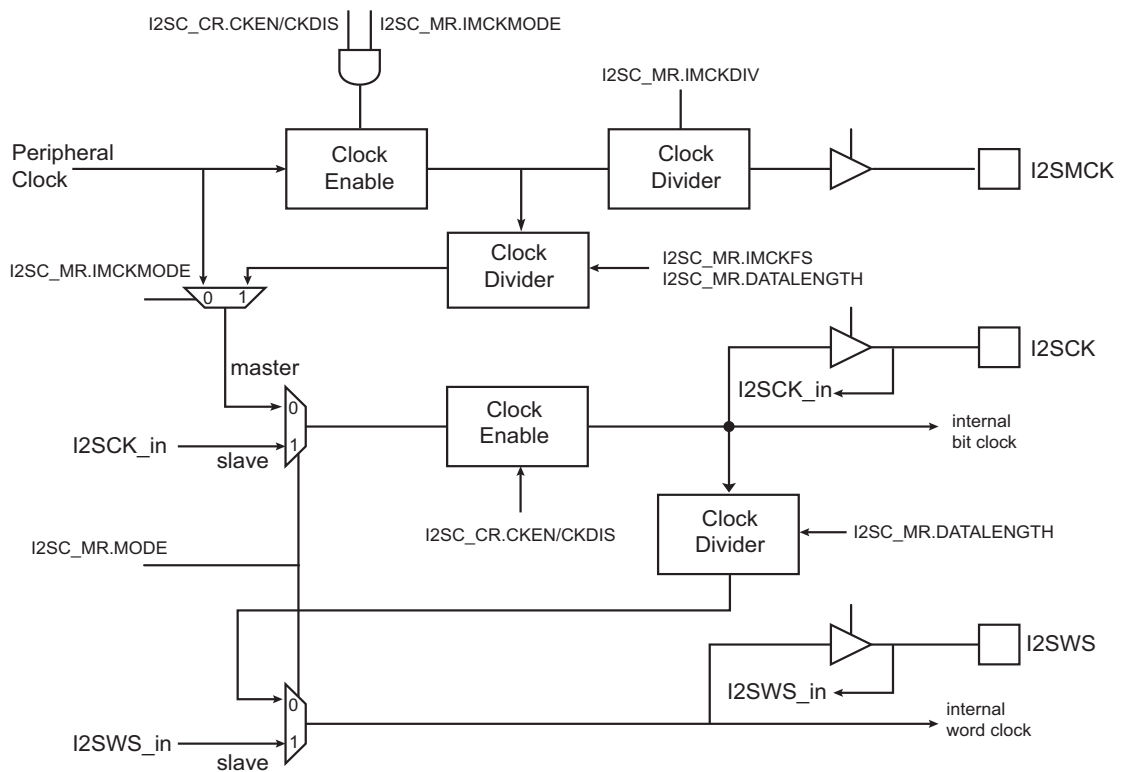 I2SC_CR.CKEN/CKDIS
I2SC_MR.IMCKMODE
I2SC_MR.IMCKDIV
Peripheral
Clock
Clock
Enable
Clock
Divider
I2SMCK
Clock
Divider
I2SC_MR.IMCKFS
I2SC_MR.DATALENGTH
I2SC_MR.IMCKMODE
0
1
I2SCK
master
I2SCK_in
0
Clock
Enable
internal
bit clock
I2SCK_in
1
slave
I2SC_CR.CKEN/CKDIS
Clock
Divider
I2SC_MR.DATALENGTH
I2SC_MR.MODE
I2SWS
I2SWS_in
0
internal
word clock
I2SWS_in
1
slave